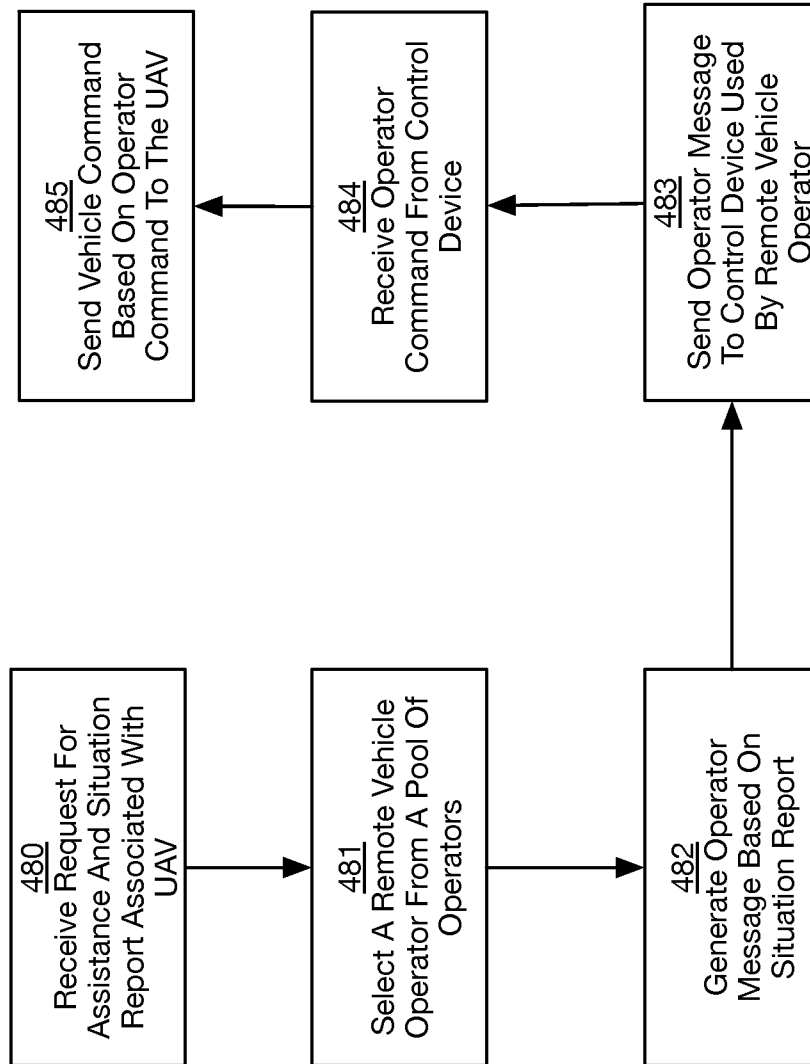 480
Receive Request For
Assistance And Situation
Report Associated With
UAV
481
Select A Remote Vehicle
Operator From A Pool Of
Operators
482
Generate Operator
Message Based On
Situation Report
483
Send Operator Message
To Control Device Used
By Remote Vehicle
Operator
484
Receive Operator
Command From Control
Device
485
Send Vehicle Command
Based On Operator
Command To The UAV